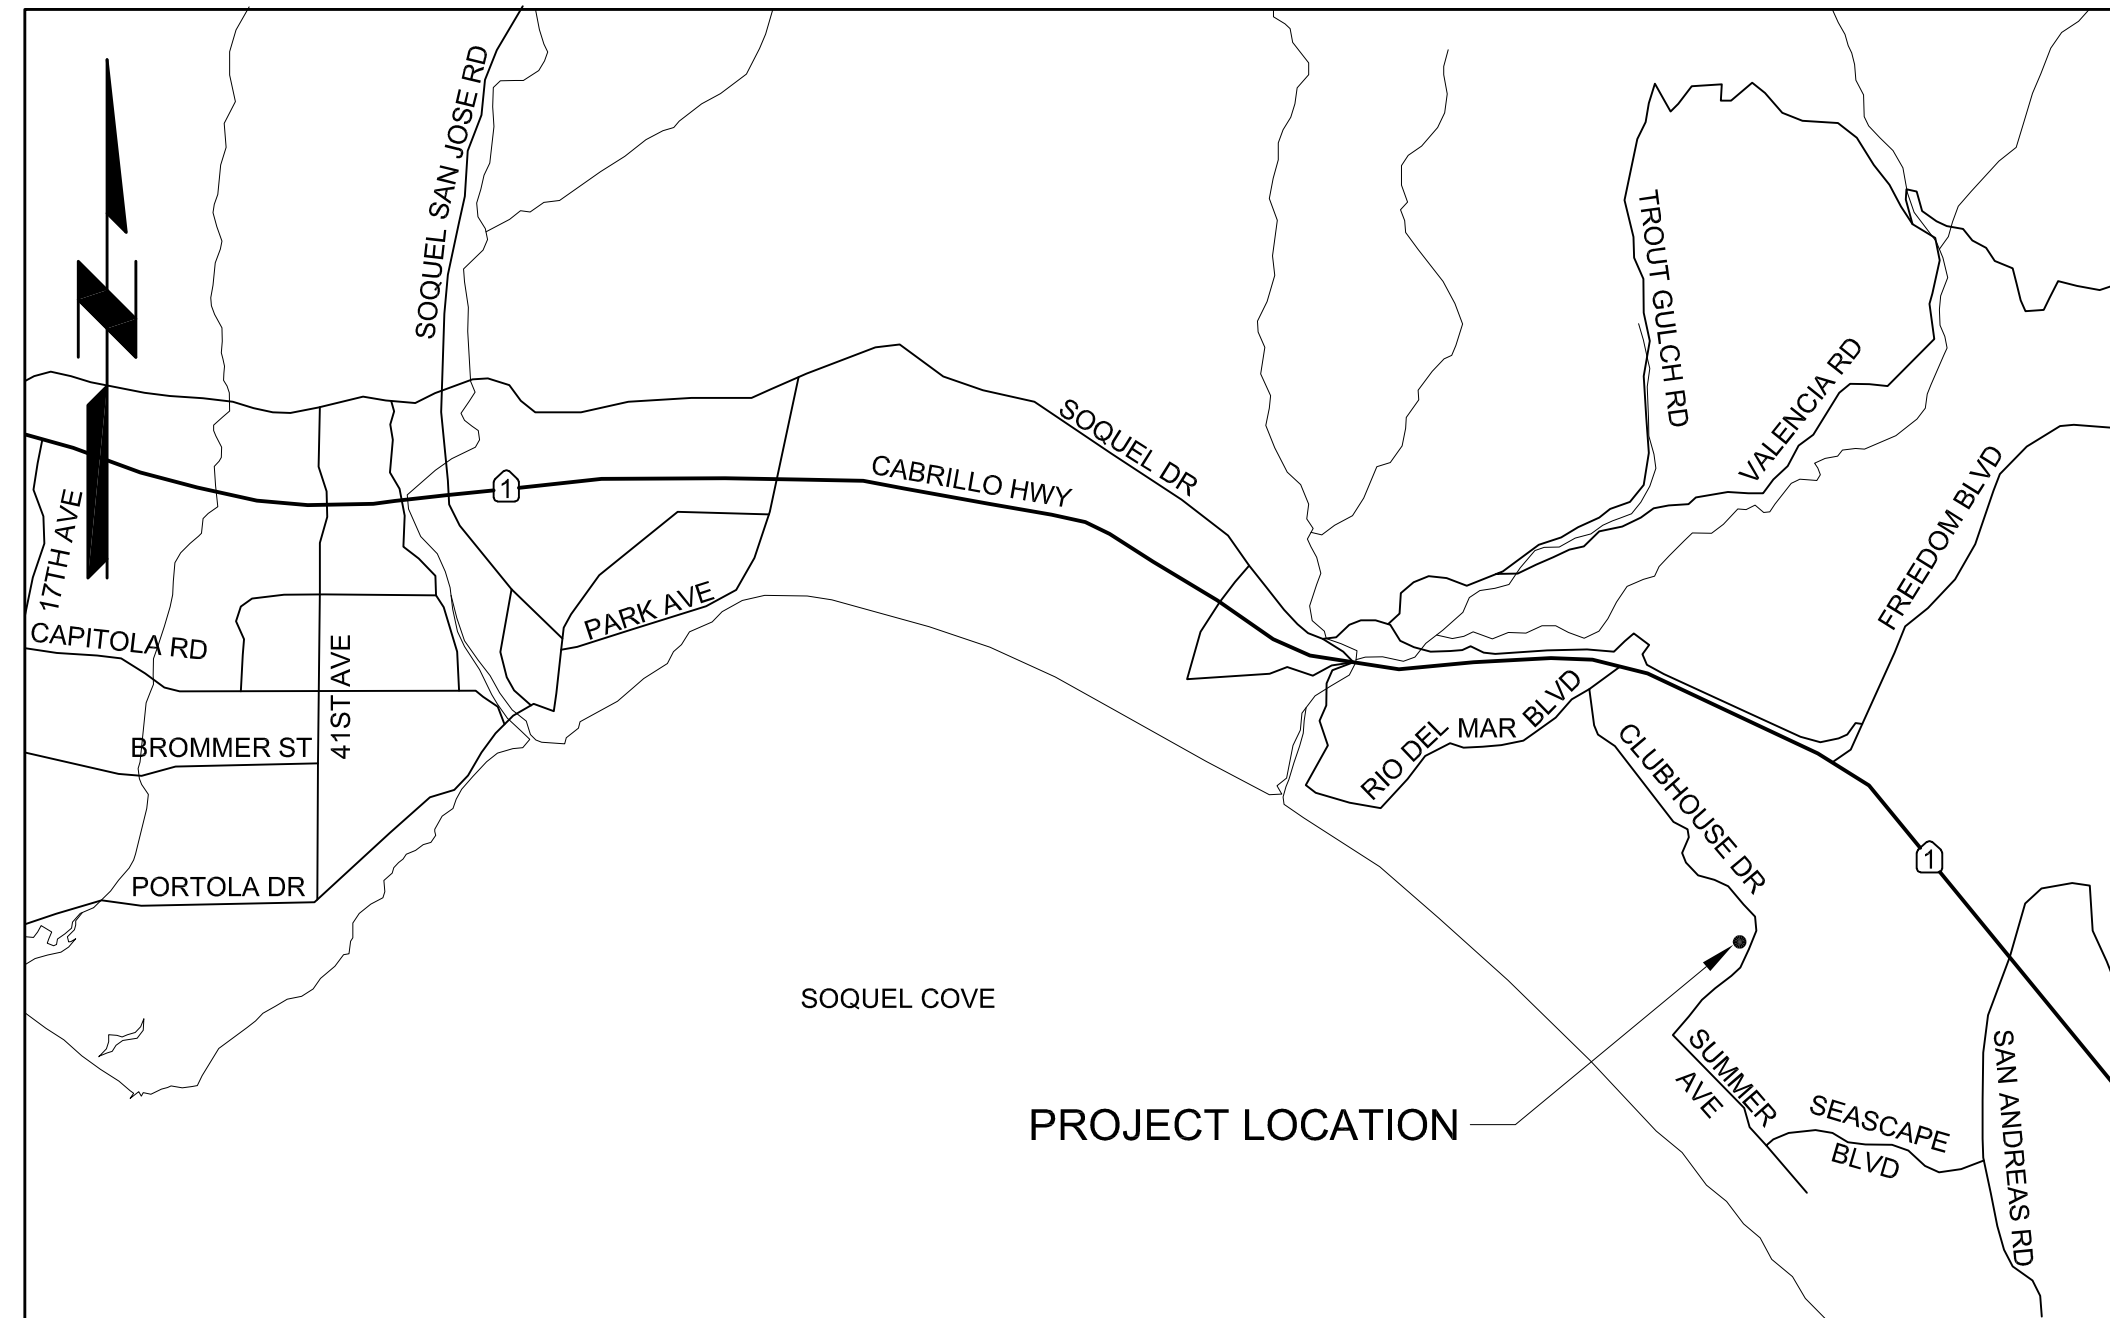 SOQUEL SAN JOSE RD
TROUT GULCH RD
VALENCIA RD
SOQUEL DR
CABRILLO HWY
1
FREEDOM BLVD
17TH AVE
PARK AVE
CAPITOLA RD
41ST AVE
BROMMER ST
RIO DEL MAR BLVD
CLUBHOUSE DR
1
PORTOLA DR
SOQUEL COVE
PROJECT LOCATION
SUMMER
AVE
SEASCAPE
BLVD
SAN ANDREAS RD
N